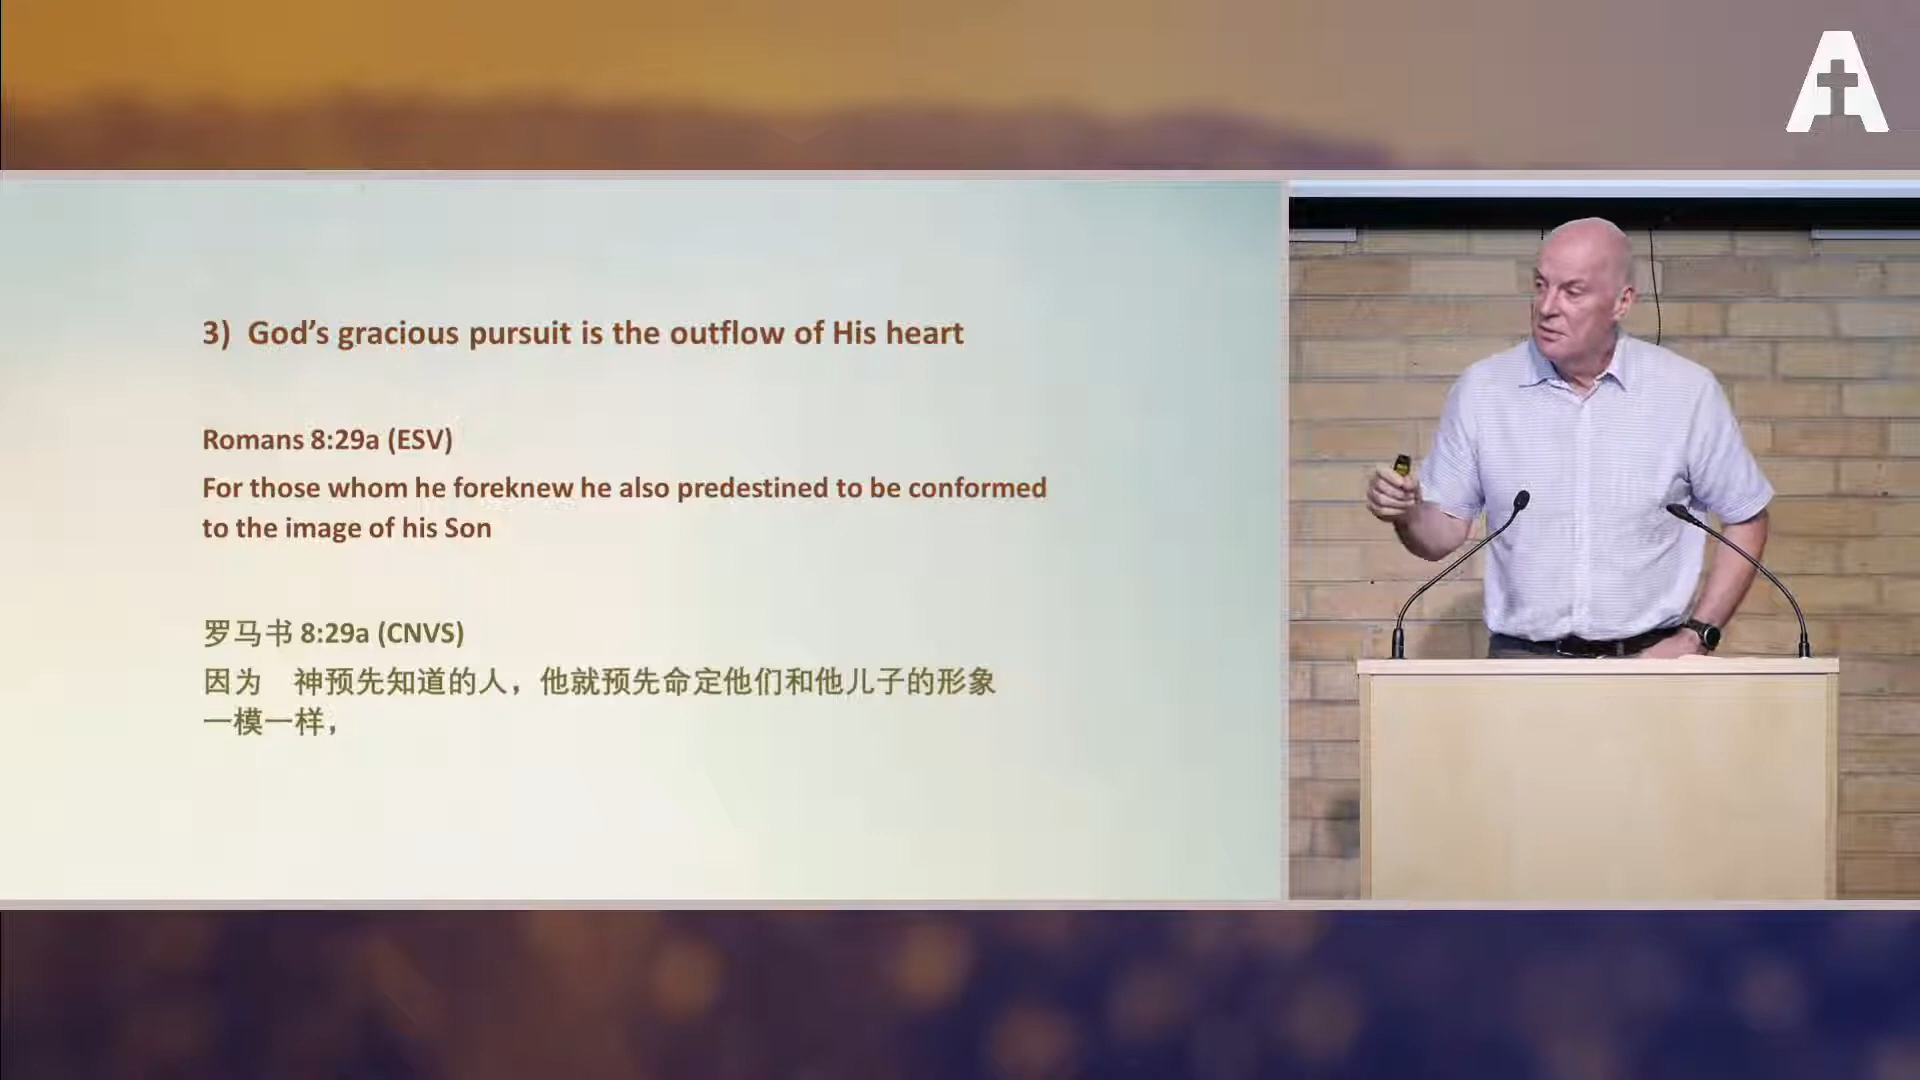 A
3) God’s gracious pursuit is the outflow of His heart
Romans 8:29a (ESV)
For those whom he foreknew he also predestined to be conformed
to the image of his Son
罗马书 8:29a (CNVS)
因为　神预先知道的人，他就预先命定他们和他儿子的形象
一模一样，